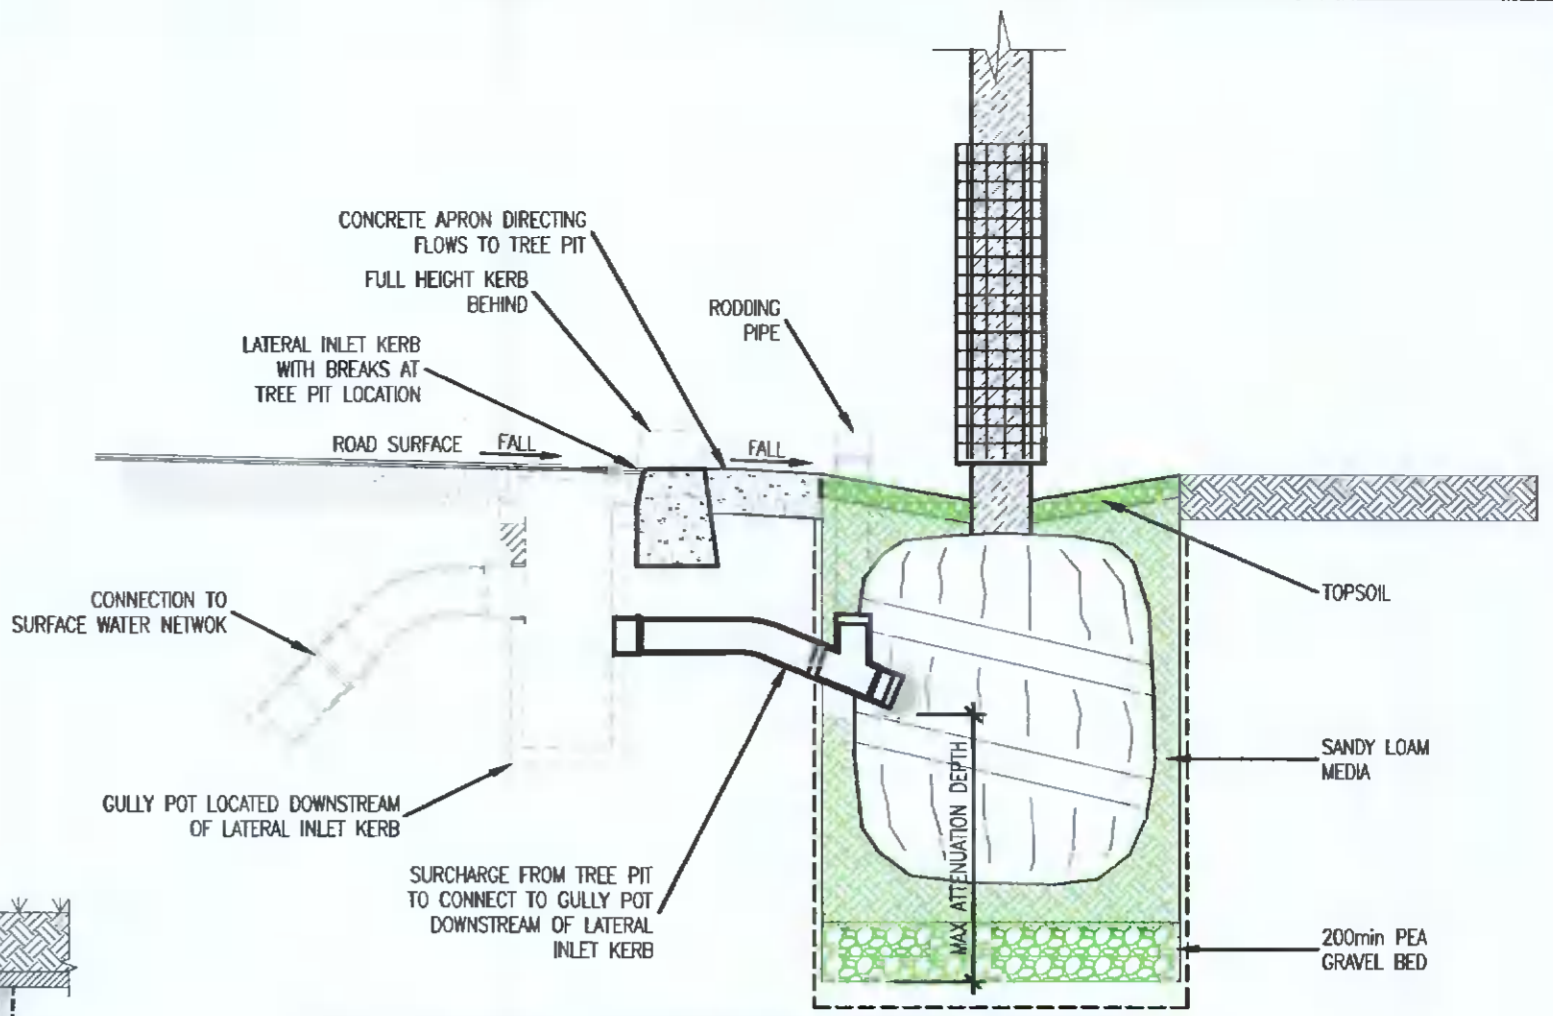 CONCRETE APRON DIRECTING
FLOWS TO TREE PIT
FULL HEIGHT KERB
BEHIND
RODDING
PIPE
LATERAL INLET KERB
WITH BREAKS AT
TREE PIT LOCATION
ROAD SURFACE
FALL
FALL
TOPSOIL
CONNECTION TO
SURFACE WATER NETWOK
SANDY LOAM
MEDIA
GULLY POT LOCATED DOWNSTREAM
OF LATERAL INLET KERB
MAX ATTENUATION DEPTH
SURCHARGE FROM TREE PIT
TO CONNECT TO GULLY POT
DOWNSTREAM OF LATERAL
INLET KERB
200min PEA
GRAVEL BED